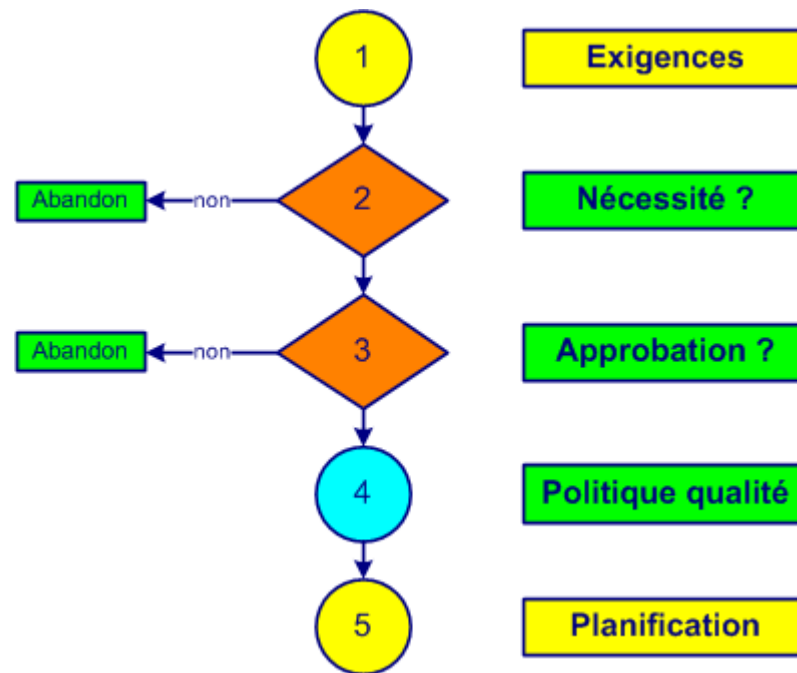 1
Exigences
Abandon
non
2
Nécessité ?
Abandon
non
3
Approbation ?
4
Politique qualité
5
Planification